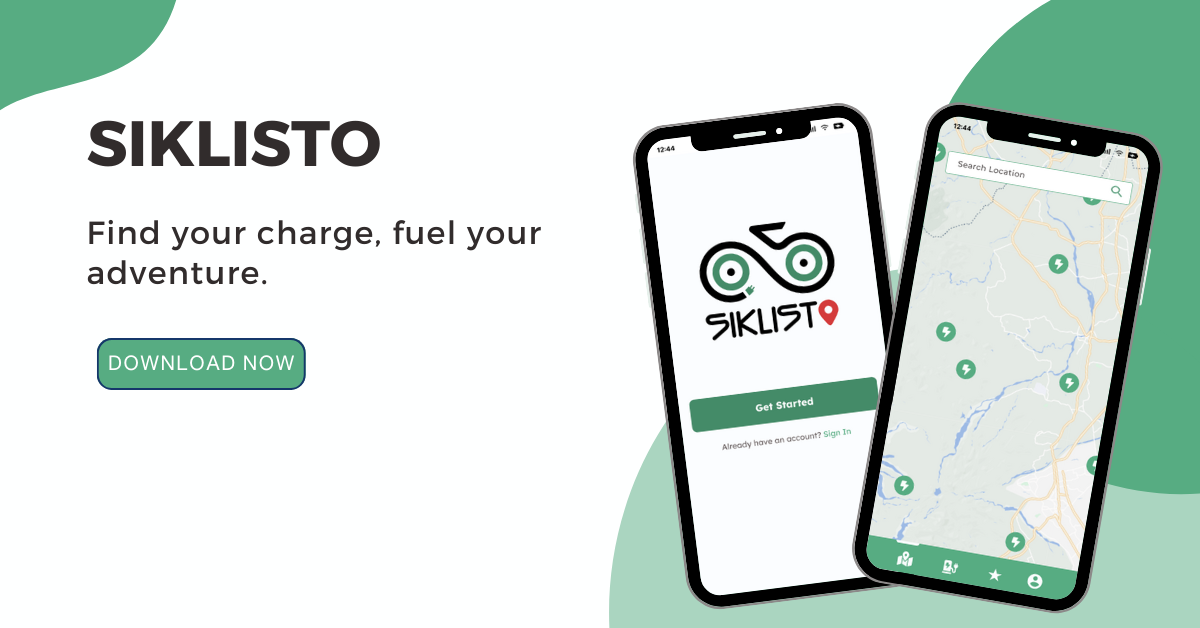 SIKLISTO
Find your charge, fuel your
adventure.
DOWNLOAD NOW
12:44
SIKLISTO
Get Started
Already have an account? Sign In
12:44
Search Location